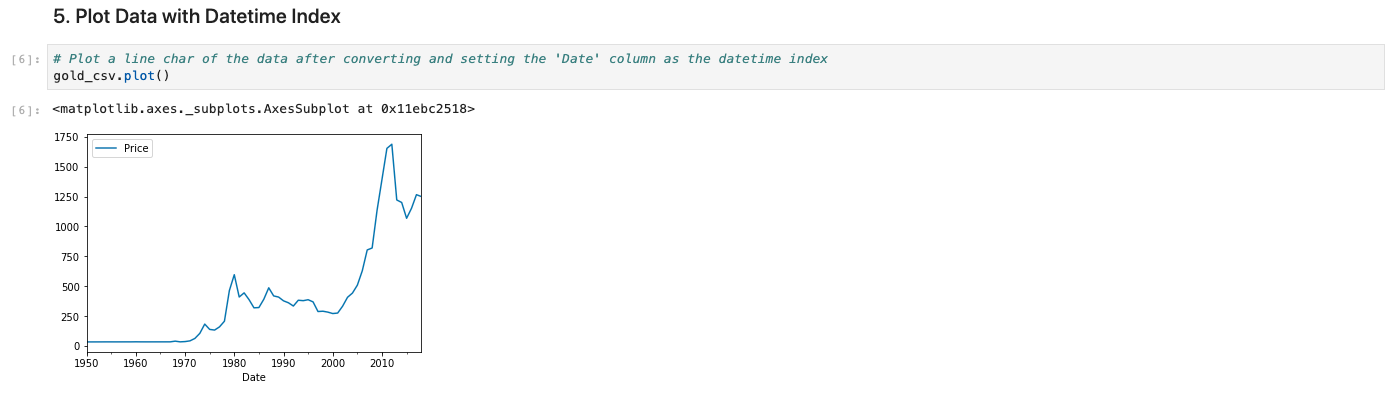 5. Plot Data with Datetime Index
[6]: # Plot a line char of the data after converting and setting the 'Date' column as the datetime index
gold_csv.plot()
[6]: <matplotlib.axes._subplots.AxesSubplot at 0x11ebc2518>
Price
1750
1500
1250
1000
750
500
250
0
1950 1960 1970 1980 1990 2000 2010
Date